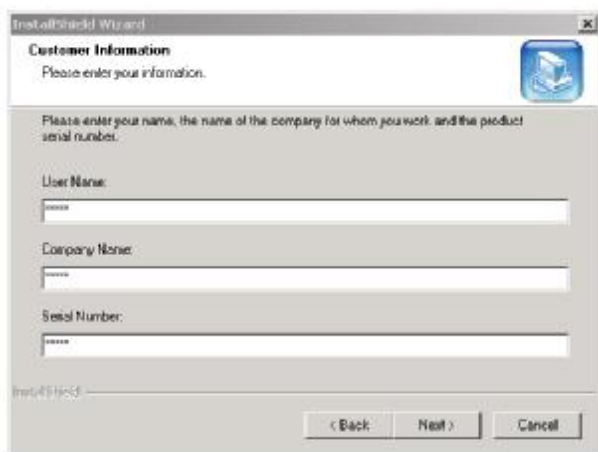 InstallShield Wizard
Customer Information
Please enter your information.
Please enter your name, the name of the company for whom you work and the product
serial number.
User Name:
*****
Company Name:
*****
Serial Number:
*****
InstallShield
< Back Next > Cancel